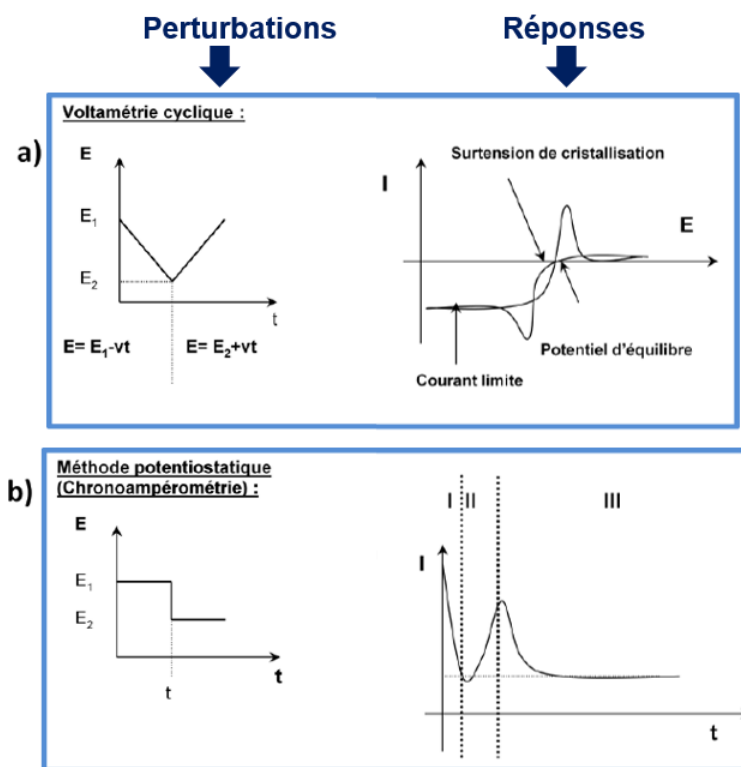 Perturbations
Réponses
a)
Voltamétrie cyclique :
E
E₁
E₂
t
E= E₁-vt
E= E₂+vt
Surtension de cristallisation
I
E
Potentiel d'équilibre
Courant limite
b)
Méthode potentiostatique
(Chronoampérométrie) :
E
E₁
E₂
t
t
I
II
III
I
t